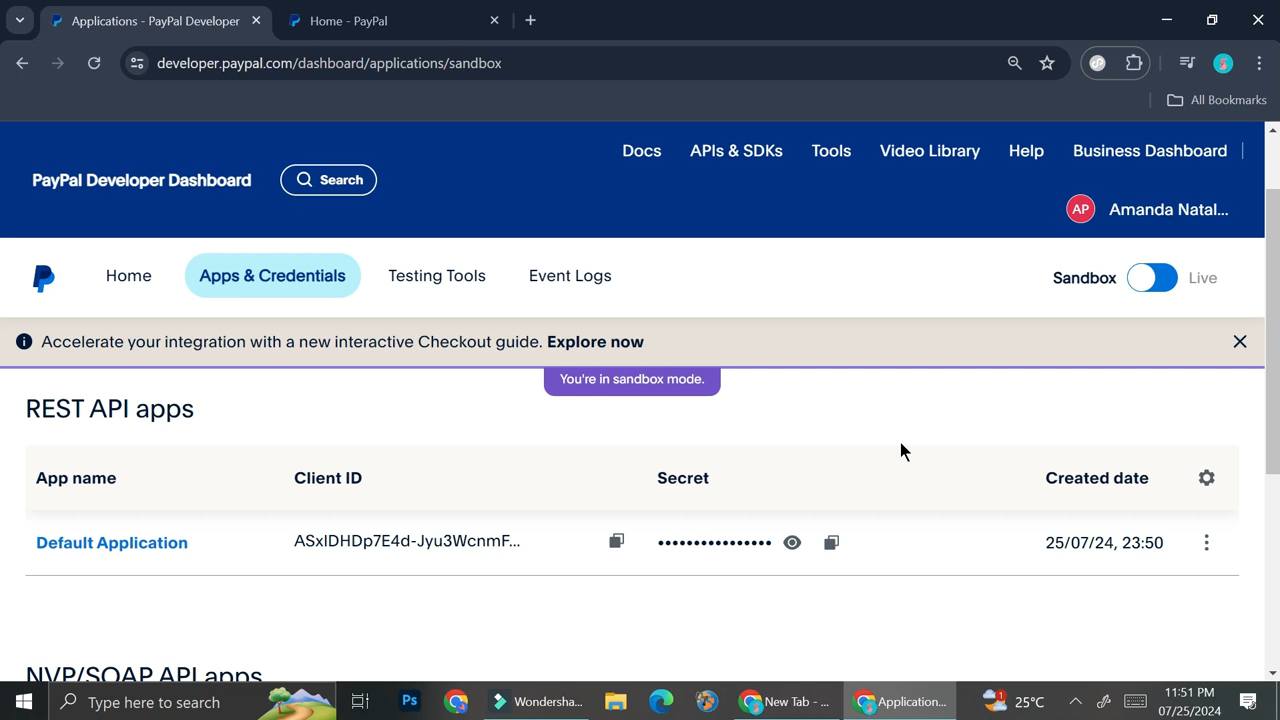 Applications - PayPal Developer
Home - PayPal
developer.paypal.com/dashboard/applications/sandbox
All Bookmarks
Docs
APIs & SDKs
Tools
Video Library
Help
Business Dashboard
PayPal Developer Dashboard
Search
AP
Amanda Natal...
Home
Apps & Credentials
Testing Tools
Event Logs
Sandbox
Live
Accelerate your integration with a new interactive Checkout guide. Explore now
You're in sandbox mode.
REST API apps
App name
Client ID
Secret
Created date
Default Application
ASxIDHDp7E4d-Jyu3WcnmF...
••••••••••••••••
25/07/24, 23:50
NVP/SOAP API apps
Type here to search
Ps
Wondersha...
New Tab - ...
Application...
1
25°C
11:51 PM
07/25/2024